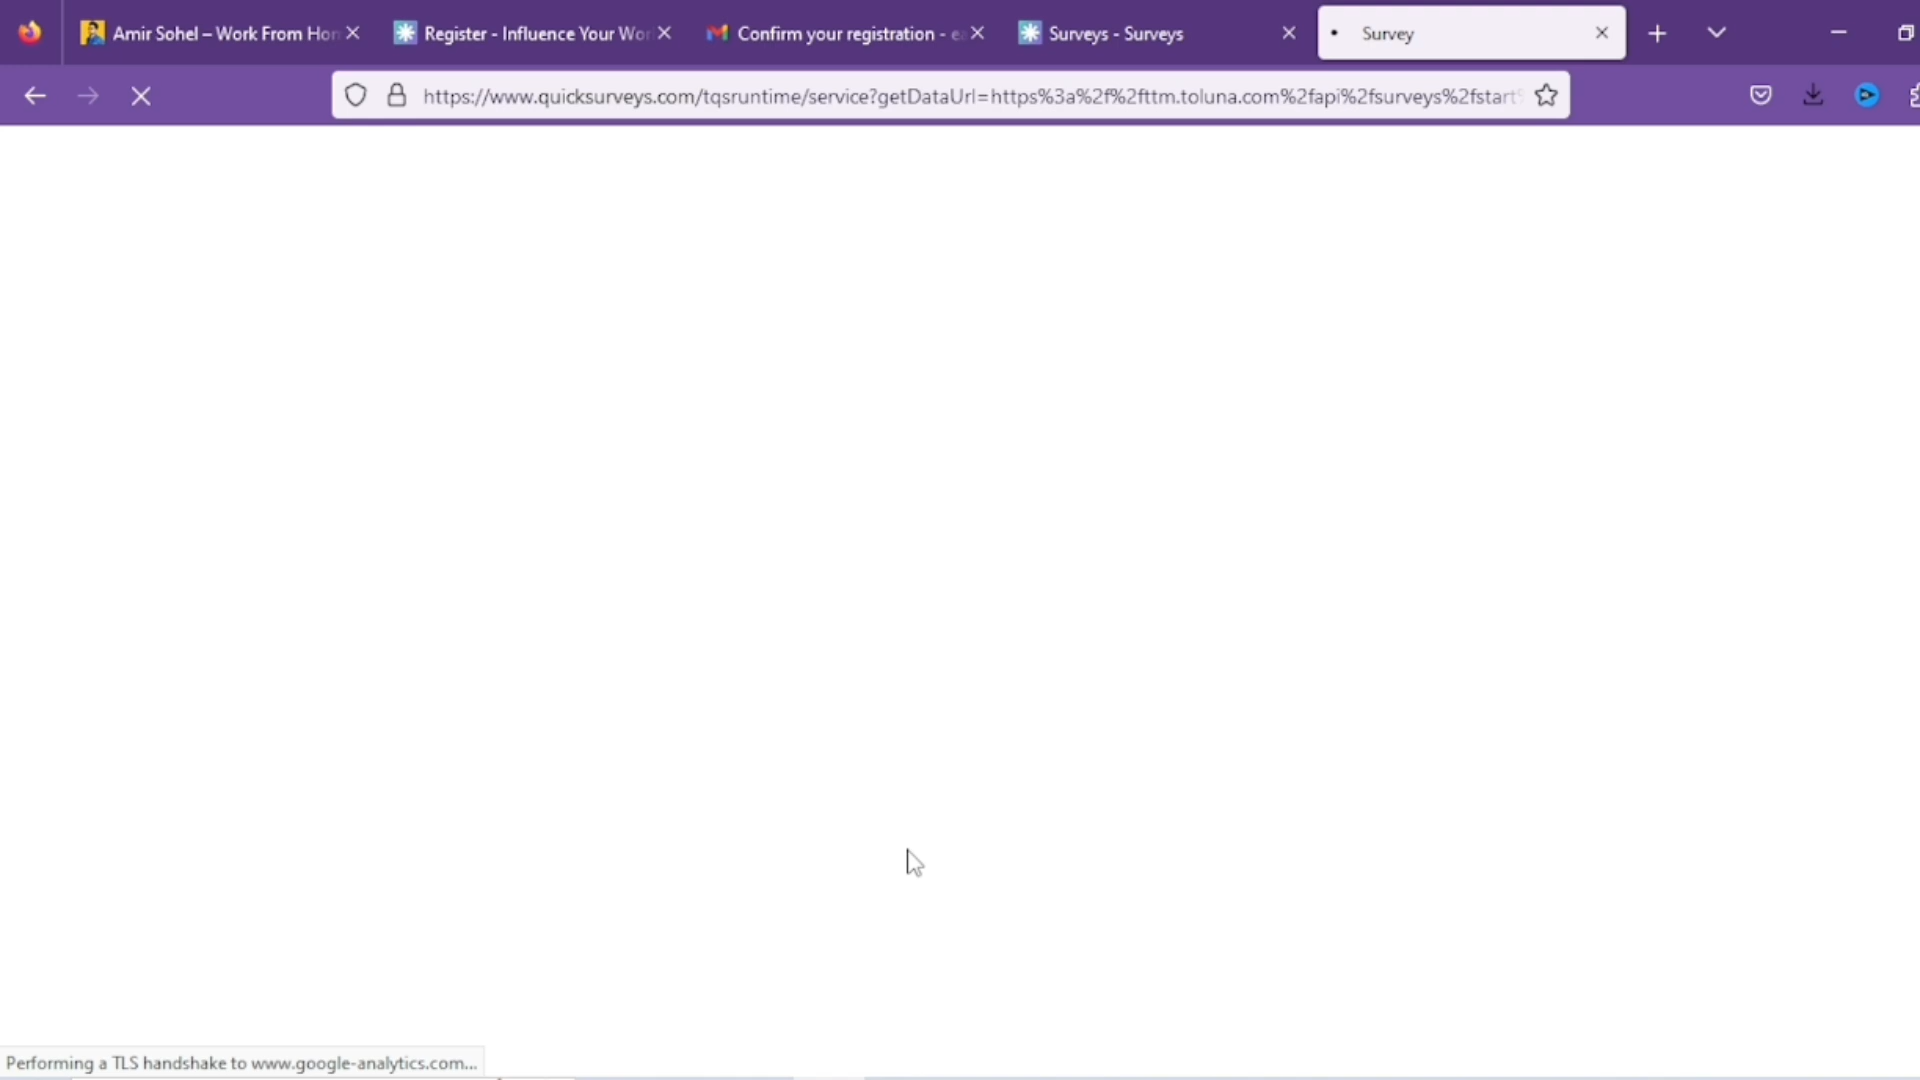 Amir Sohel – Work From Hor
Register - Influence Your Wor
Confirm your registration - e
Surveys - Surveys
Survey
https://www.quicksurveys.com/tqsruntime/service?getDataUrl=https%3a%2f%2fttm.toluna.com%2fapi%2fsurveys%2fstart
Performing a TLS handshake to www.google-analytics.com...